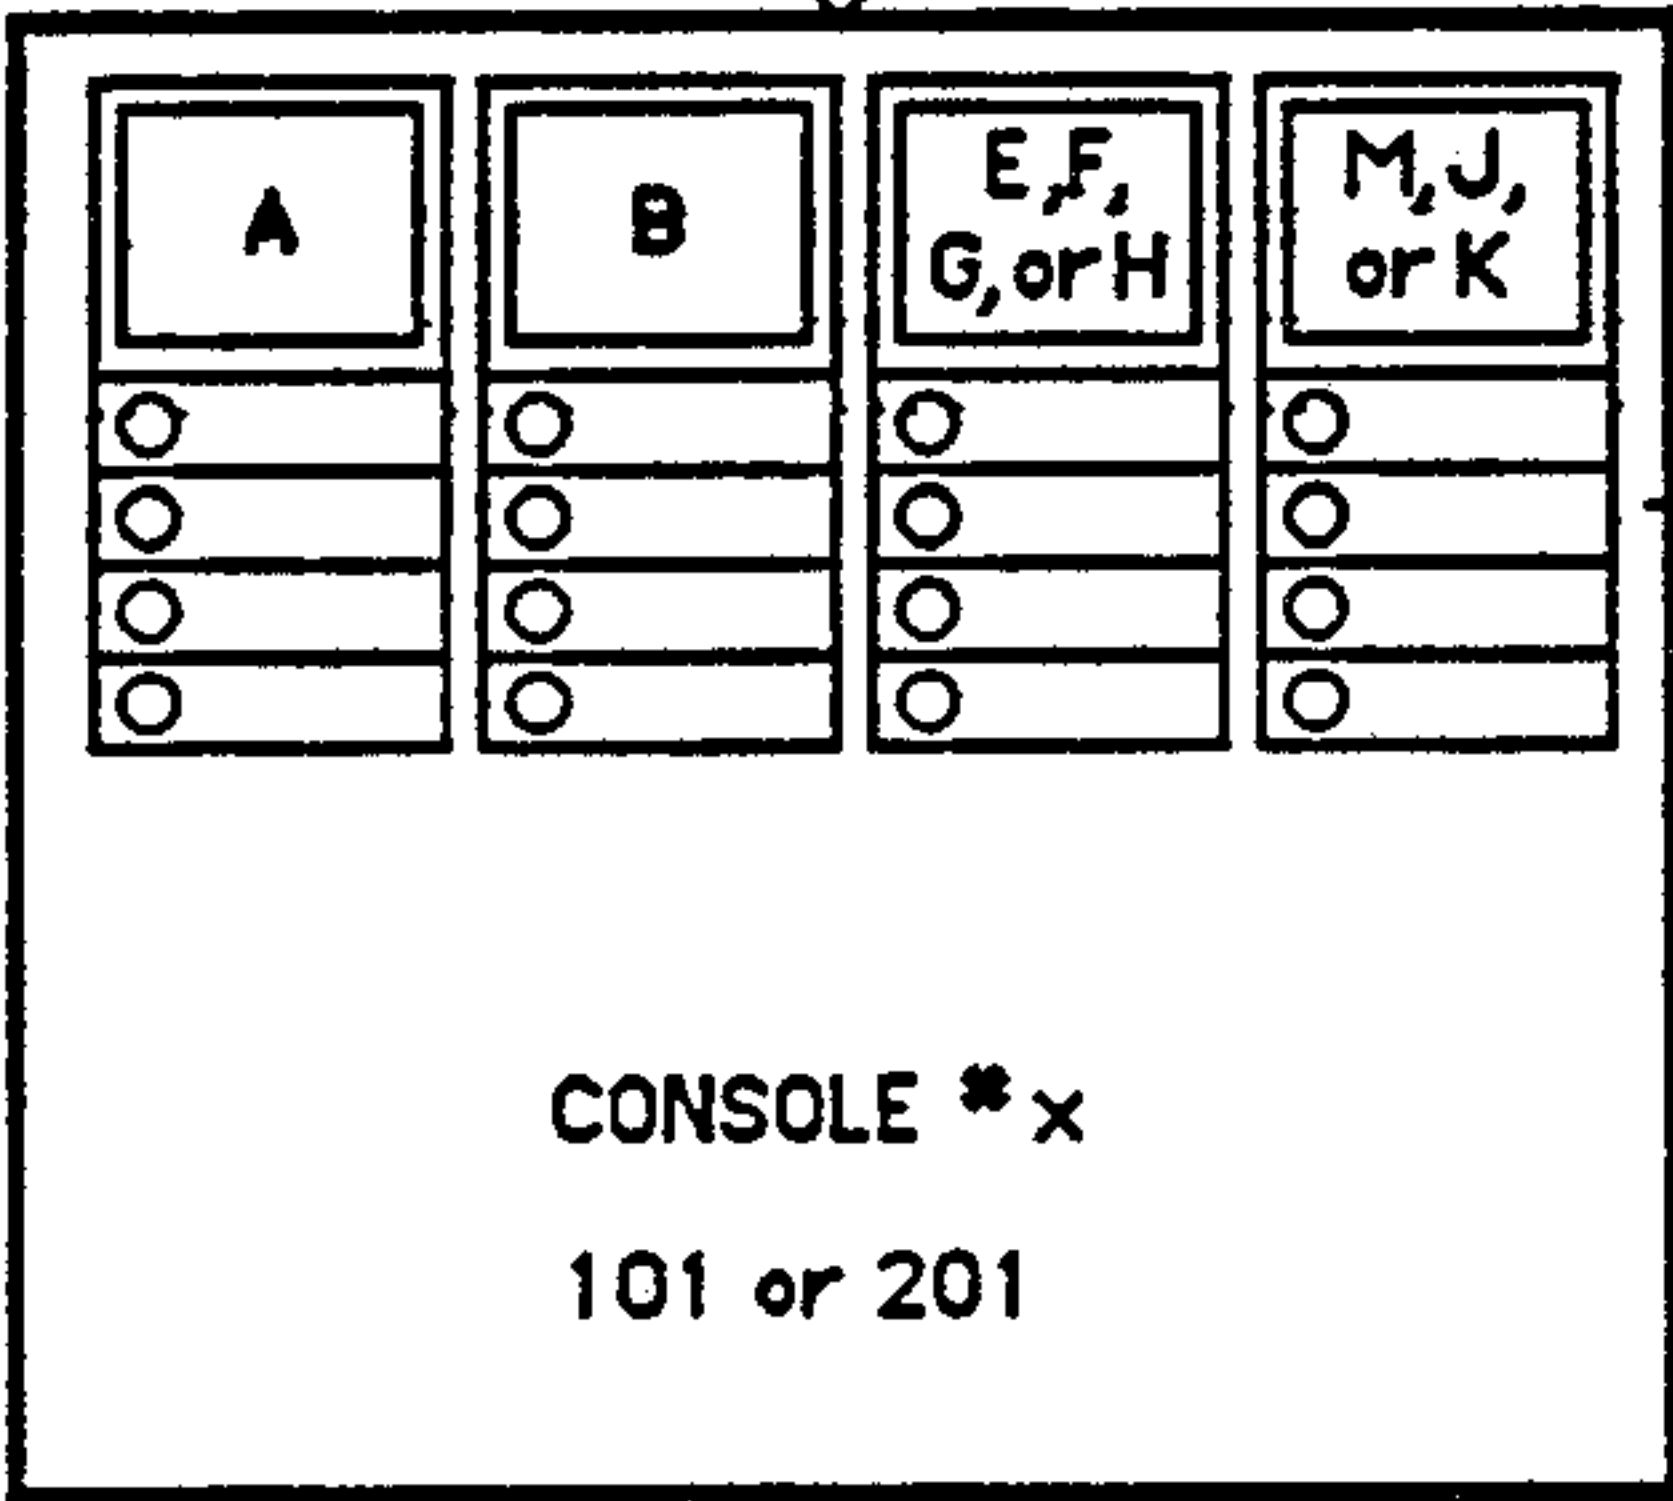 A
B
E,F,
G,or H
M,J,
or K
CONSOLE #x
101 or 201